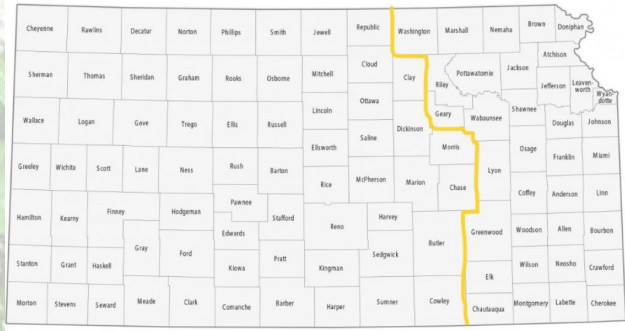 Cheyenne
Rawlins
Decatur
Norton
Phillips
Smith
Jewell
Republic
Washington
Marshall
Nemaha
Brown
Doniphan
Atchison
Sherman
Thomas
Sheridan
Graham
Rooks
Osborne
Mitchell
Cloud
Clay
Riley
Pottawatomie
Jackson
Jefferson
Leaven-
worth
Wyan-
dotte
Lincoln
Ottawa
Geary
Wabaunsee
Shawnee
Douglas
Johnson
Wallace
Logan
Gove
Trego
Ellis
Russell
Ellsworth
Saline
Dickinson
Morris
Lyon
Osage
Franklin
Miami
Greeley
Wichita
Scott
Lane
Ness
Rush
Barton
Rice
McPherson
Marion
Chase
Coffey
Anderson
Linn
Hamilton
Kearny
Finney
Hodgeman
Pawnee
Stafford
Reno
Harvey
Butler
Greenwood
Woodson
Allen
Bourbon
Gray
Ford
Edwards
Kiowa
Pratt
Kingman
Sedgwick
Elk
Wilson
Neosho
Crawford
Stanton
Grant
Haskell
Morton
Stevens
Seward
Meade
Clark
Comanche
Barber
Harper
Sumner
Cowley
Chautauqua
Montgomery
Labette
Cherokee